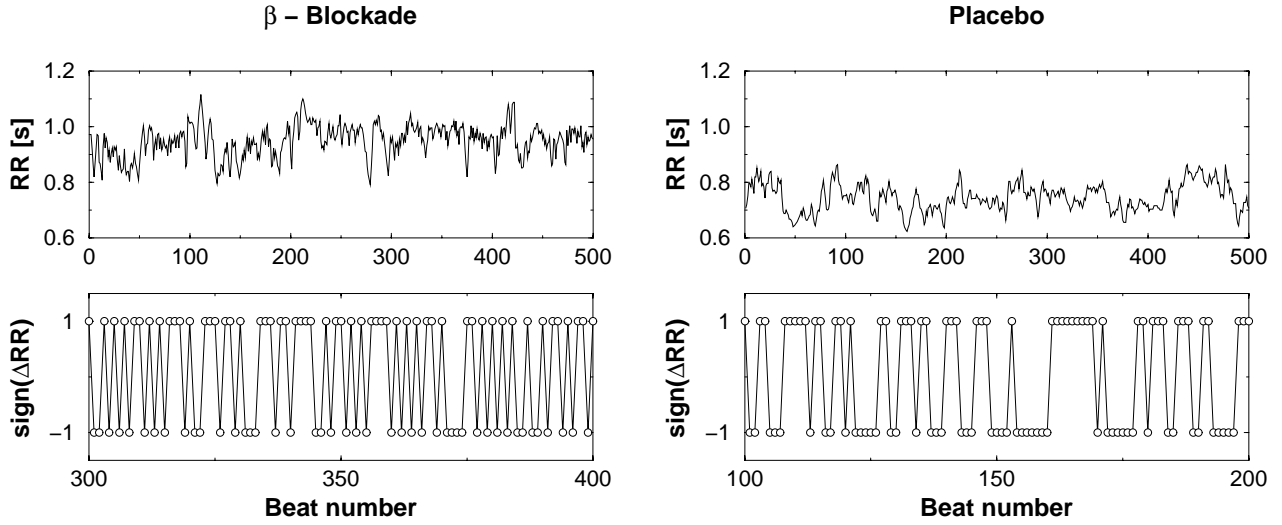 β – Blockade
Placebo
RR [s]
1.2
1.0
0.8
0.6
0 100 200 300 400 500
RR [s]
1.2
1.0
0.8
0.6
0 100 200 300 400 500
sign(ΔRR)
1
−1
300 350 400
Beat number
sign(ΔRR)
1
−1
100 150 200
Beat number